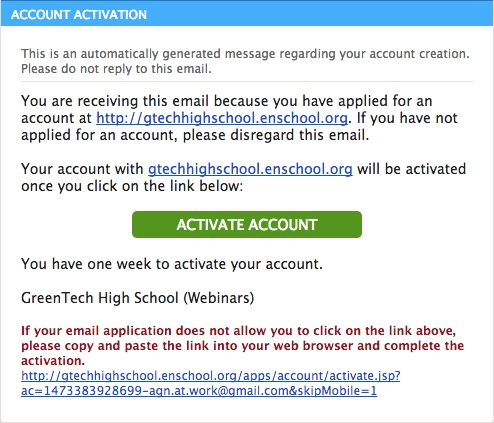 ACCOUNT ACTIVATION
This is an automatically generated message regarding your account creation.
Please do not reply to this email.
You are receiving this email because you have applied for an
account at http://gtechhighschool.enschool.org. If you have not
applied for an account, please disregard this email.
Your account with gtechhighschool.enschool.org will be activated
once you click on the link below:
ACTIVATE ACCOUNT
You have one week to activate your account.
GreenTech High School (Webinars)
If your email application does not allow you to click on the link above,
please copy and paste the link into your web browser and complete the
activation.
http://gtechhighschool.enschool.org/apps/account/activate.jsp?
ac=1473383928699-agn.at.work@gmail.com&skipMobile=1